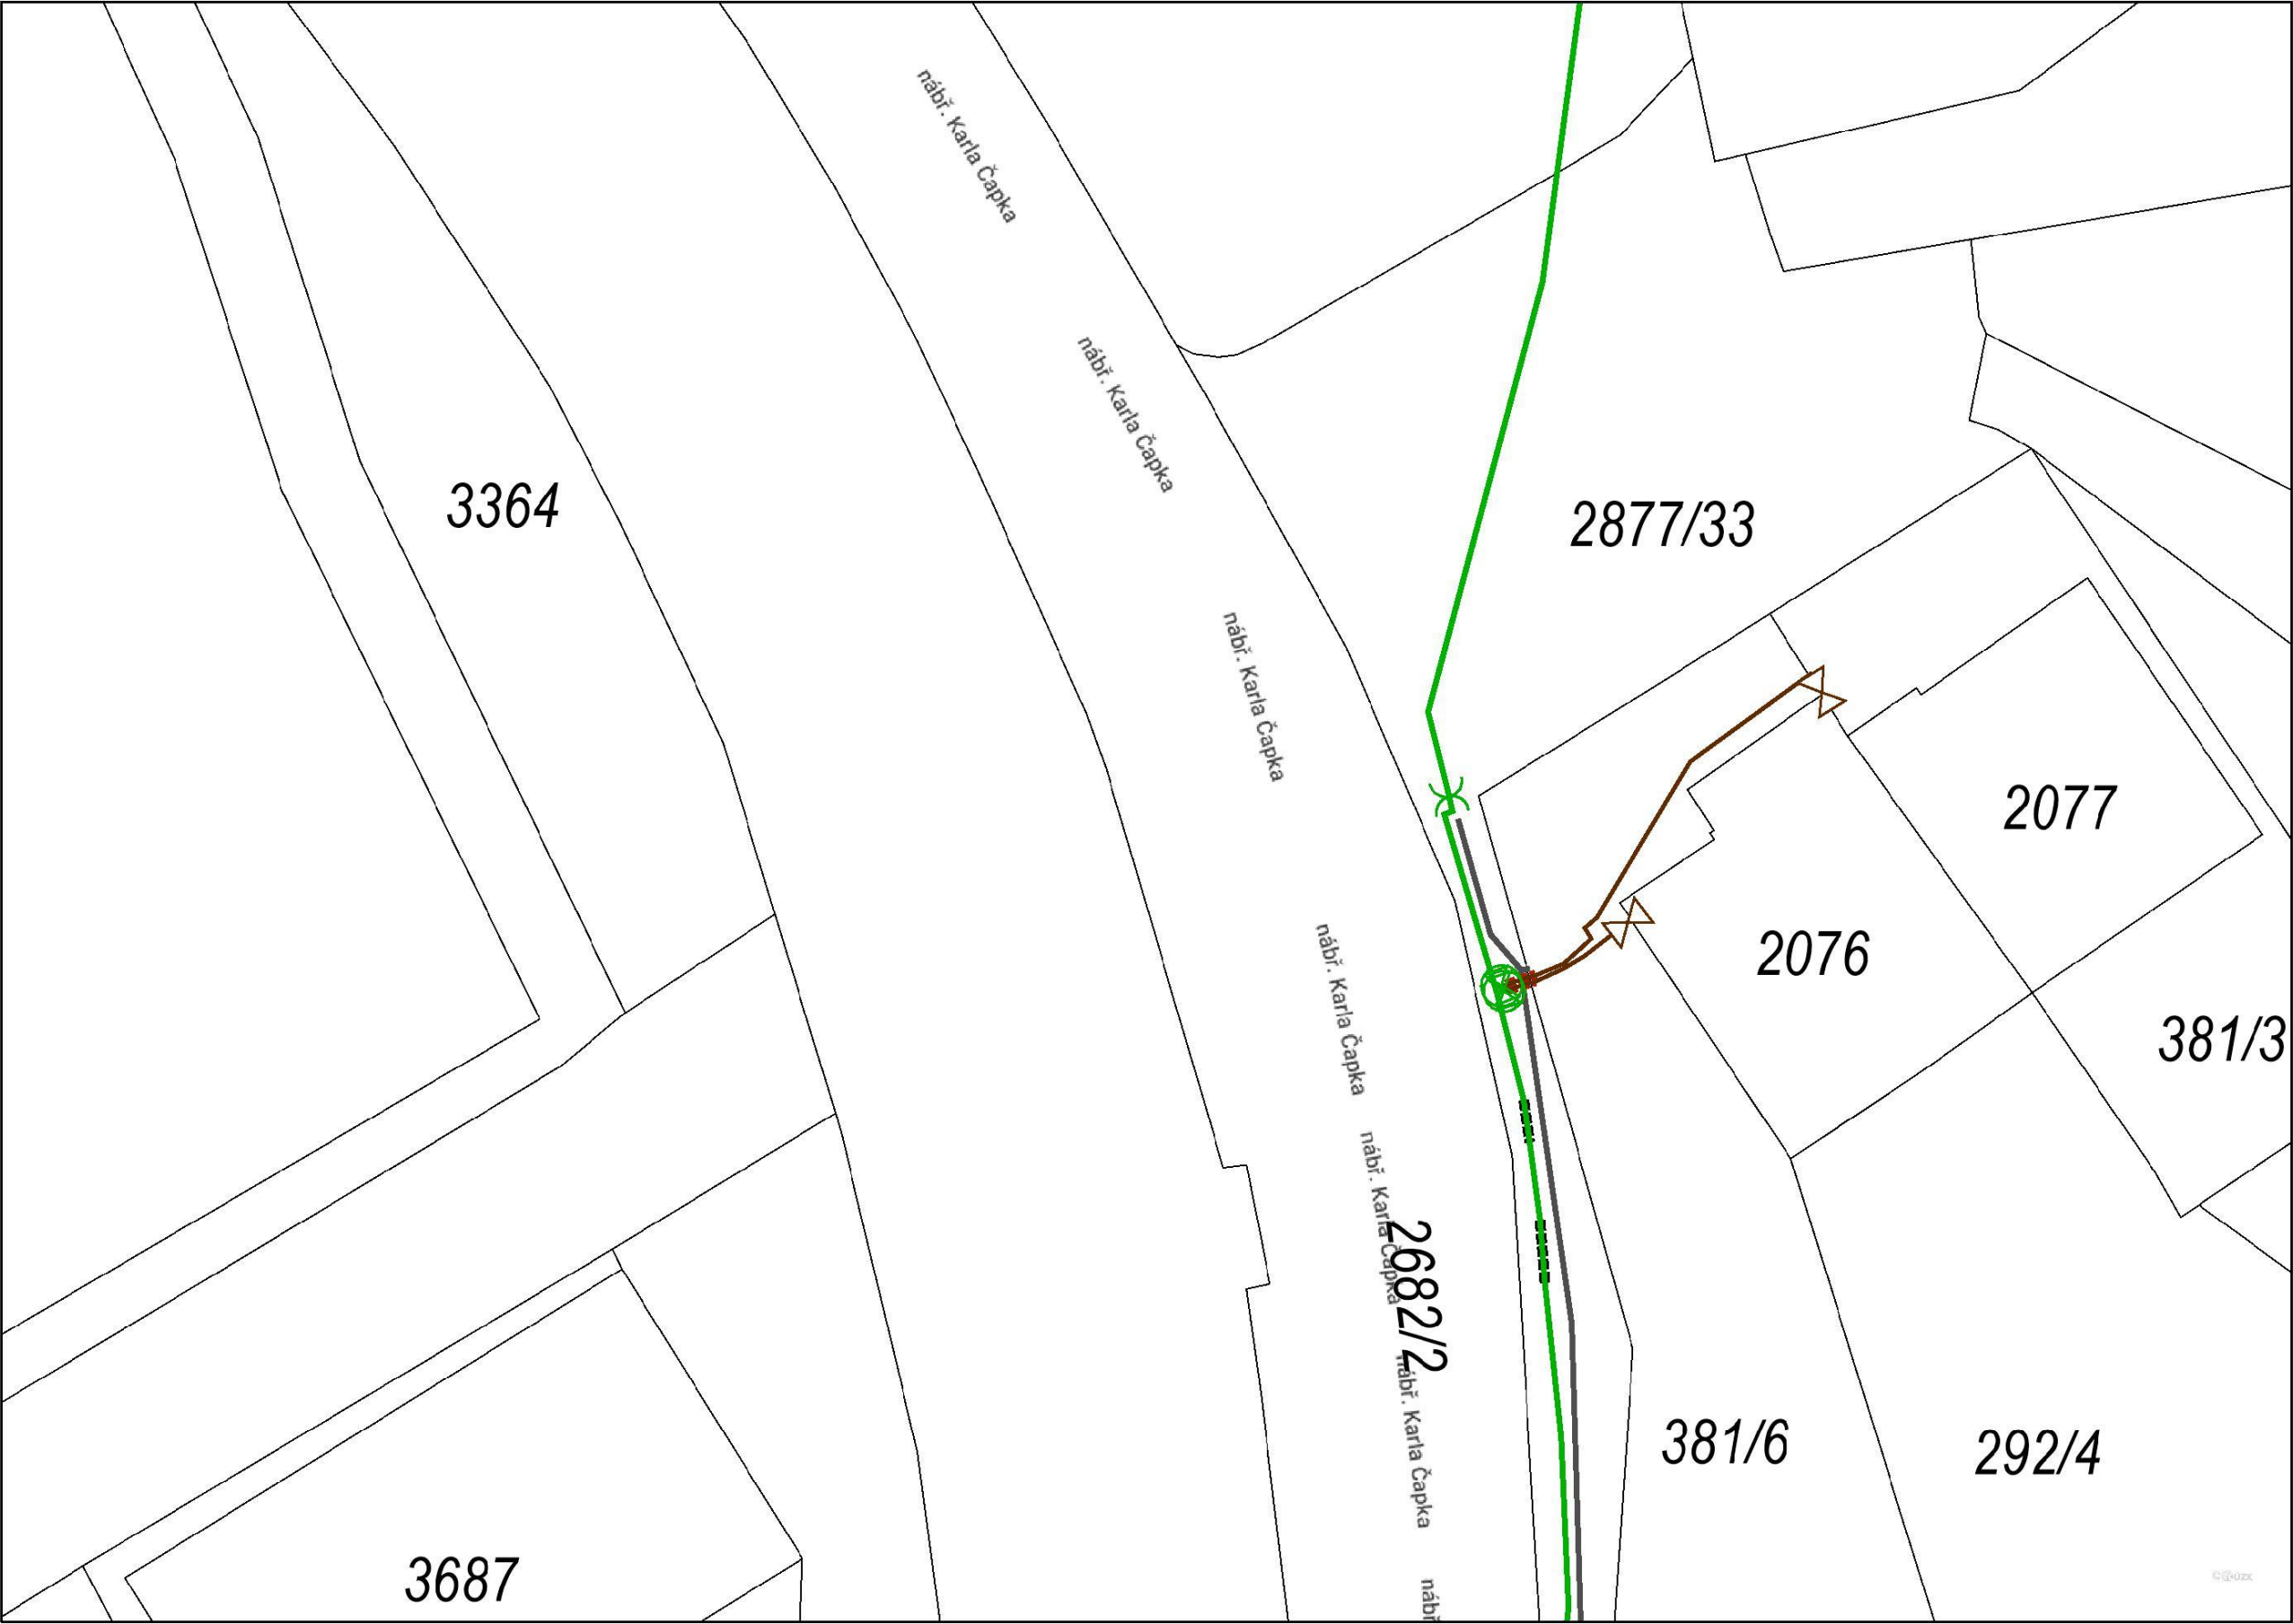 nábř. Karla Čapka
nábř. Karla Čapka
3364
2877/33
nábř. Karla Čapka
2077
nábř. Karla Čapka
2076
381/3
nábř. Karla Čapka
2682/2
nábř. Karla Čapka
381/6
292/4
3687
nábř